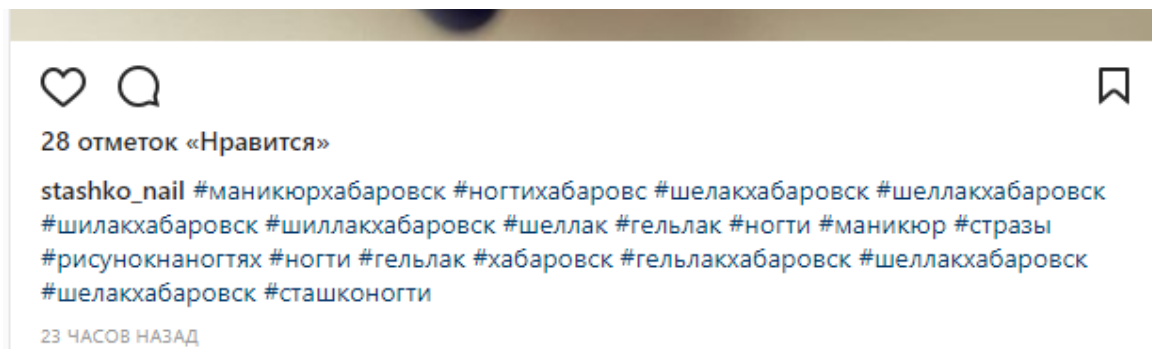 28 отметок «Нравится»
stashko_nail #маникюрхабаровск #ногтихабаровс #шелакхабаровск #шеллакхабаровск
#шилакхабаровск #шиллакхабаровск #шеллак #гельлак #ногти #маникюр #стразы
#рисунокнаногтях #ногти #гельлак #хабаровск #гельлакхабаровск #шеллакхабаровск
#шелакхабаровск #сташконогти
23 ЧАСОВ НАЗАД